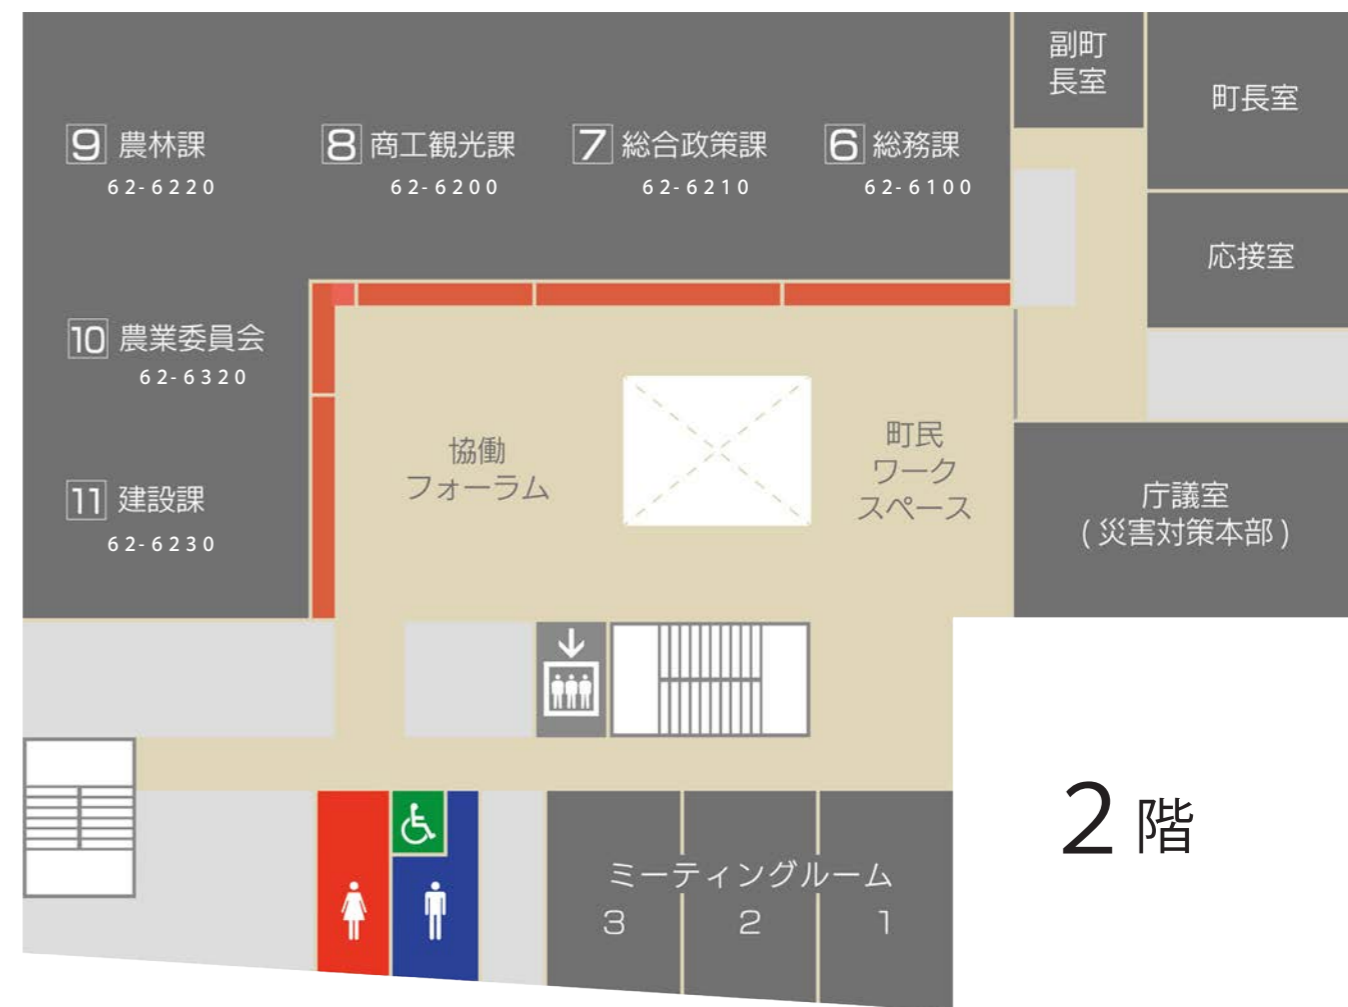 副町
長室
町長室
9 農林課
62-6220
8 商工観光課
62-6200
7 総合政策課
62-6210
6 総務課
62-6100
応接室
10 農業委員会
62-6320
協働
フォーラム
町民
ワーク
スペース
11 建設課
62-6230
庁議室
(災害対策本部)
2階
ミーティングルーム
3 2 1